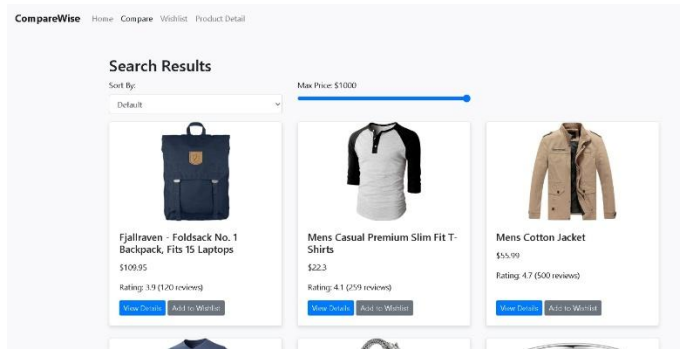 CompareWise Home Compare Wishlist Product Detail
Search Results
Sort By:
Max Price: $1000
Default
Fjallraven - Foldsack No. 1
Backpack, Fits 15 Laptops
$109.95
Rating: 3.9 (120 reviews)
View Details Add to Wishlist
Mens Casual Premium Slim Fit T-
Shirts
$22.3
Rating: 4.1 (259 reviews)
View Details Add to Wishlist
Mens Cotton Jacket
$55.99
Rating: 4.7 (500 reviews)
View Details Add to Wishlist